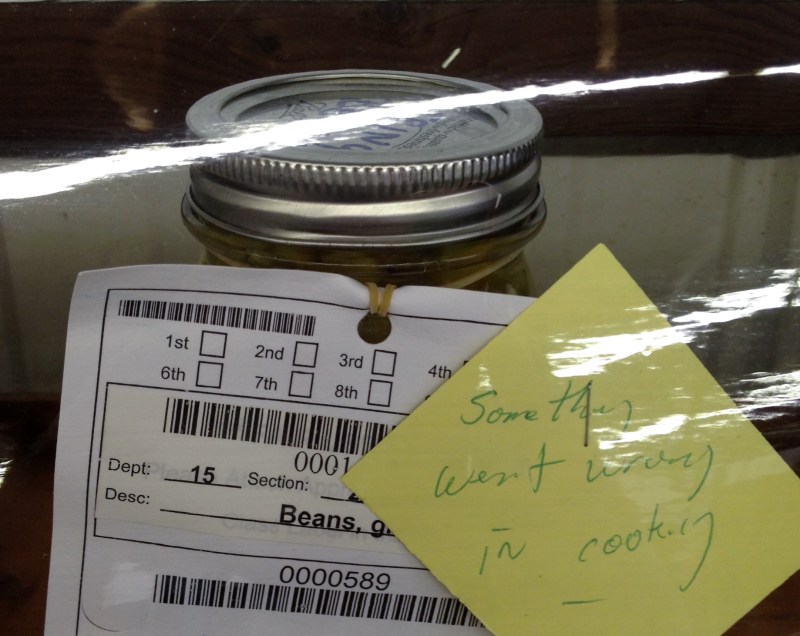 1st 2nd 3rd 4th
6th 7th 8th
0001
Dept: 15 Section:
Desc: Beans, g
0000589
Something
went wrong
in cooking